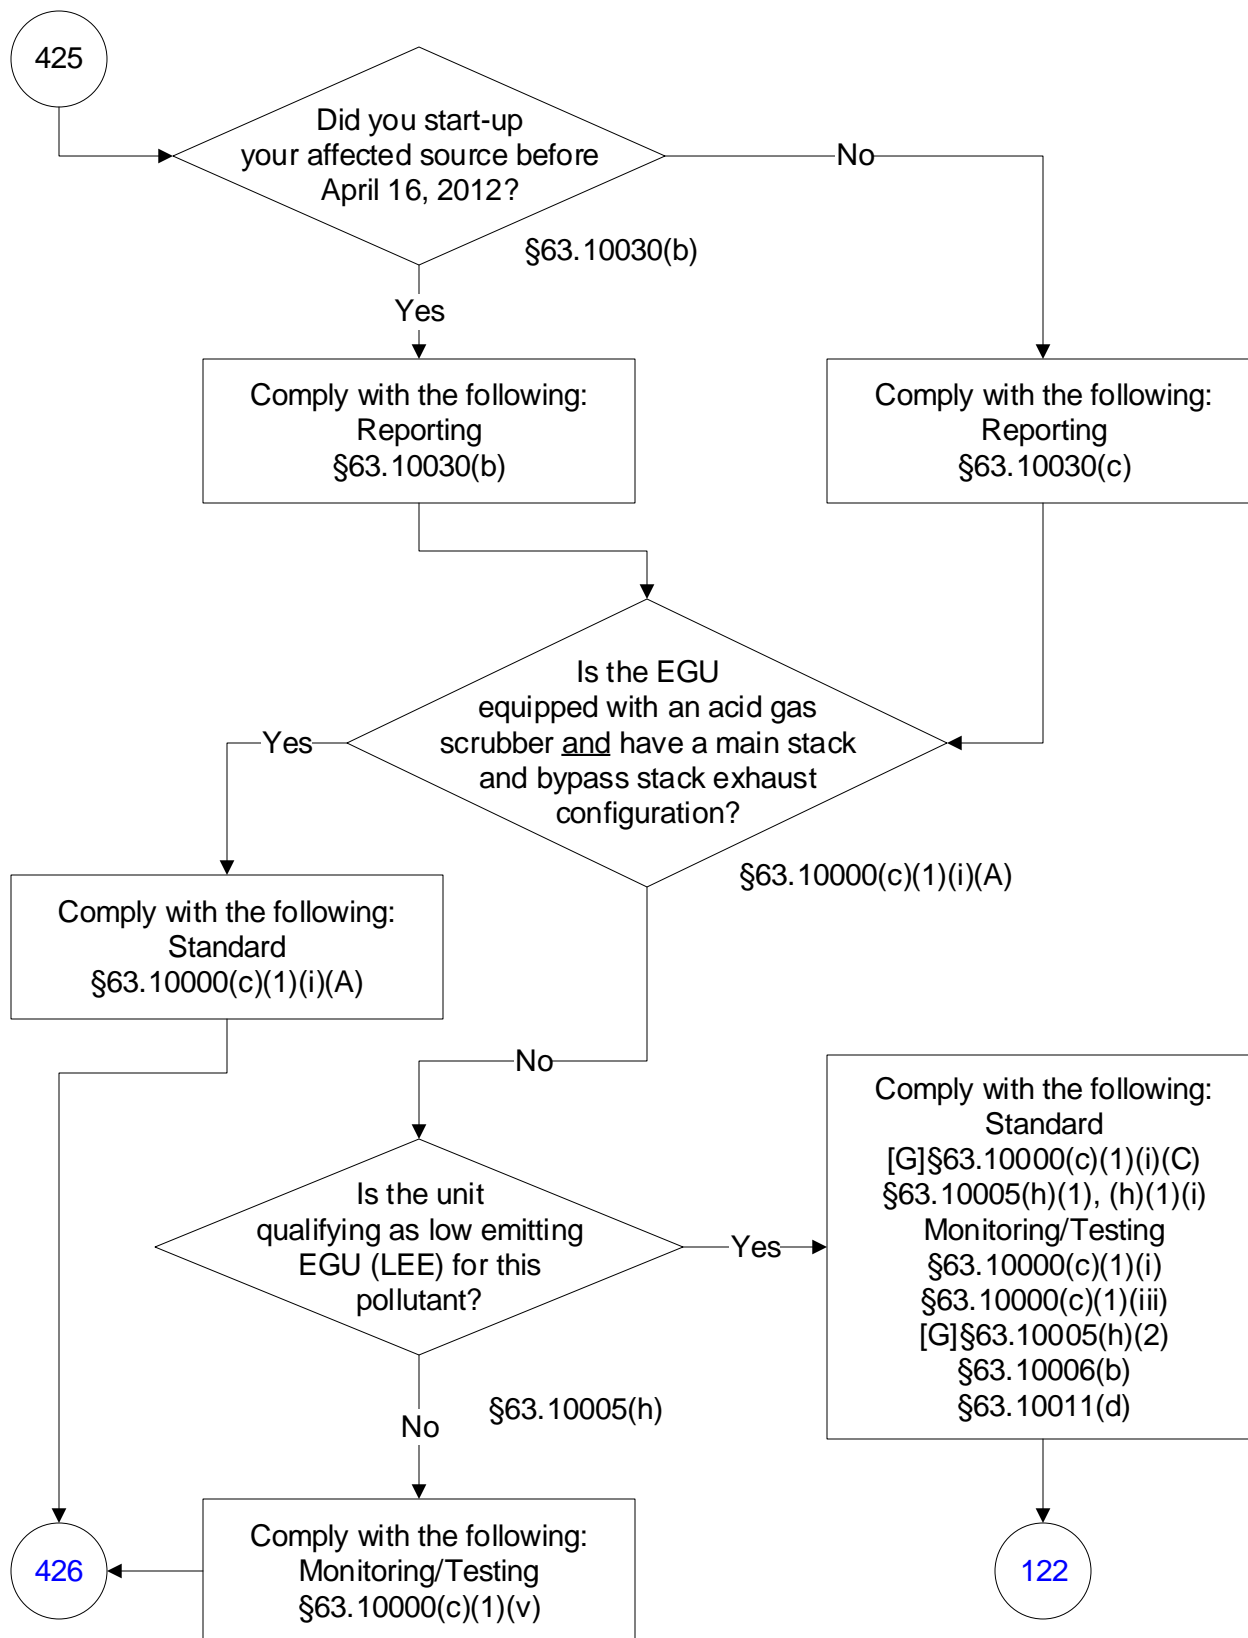 425
Did you start-up
your affected source before
April 16, 2012?
No
§63.10030(b)
Yes
Comply with the following:
Reporting
§63.10030(b)
Comply with the following:
Reporting
§63.10030(c)
Is the EGU
equipped with an acid gas
scrubber and have a main stack
and bypass stack exhaust
configuration?
Yes
§63.10000(c)(1)(i)(A)
Comply with the following:
Standard
§63.10000(c)(1)(i)(A)
No
Is the unit
qualifying as low emitting
EGU (LEE) for this
pollutant?
Yes
Comply with the following:
Standard
[G]§63.10000(c)(1)(i)(C)
§63.10005(h)(1), (h)(1)(i)
Monitoring/Testing
§63.10000(c)(1)(i)
§63.10000(c)(1)(iii)
[G]§63.10005(h)(2)
§63.10006(b)
§63.10011(d)
§63.10005(h)
No
426
Comply with the following:
Monitoring/Testing
§63.10000(c)(1)(v)
122